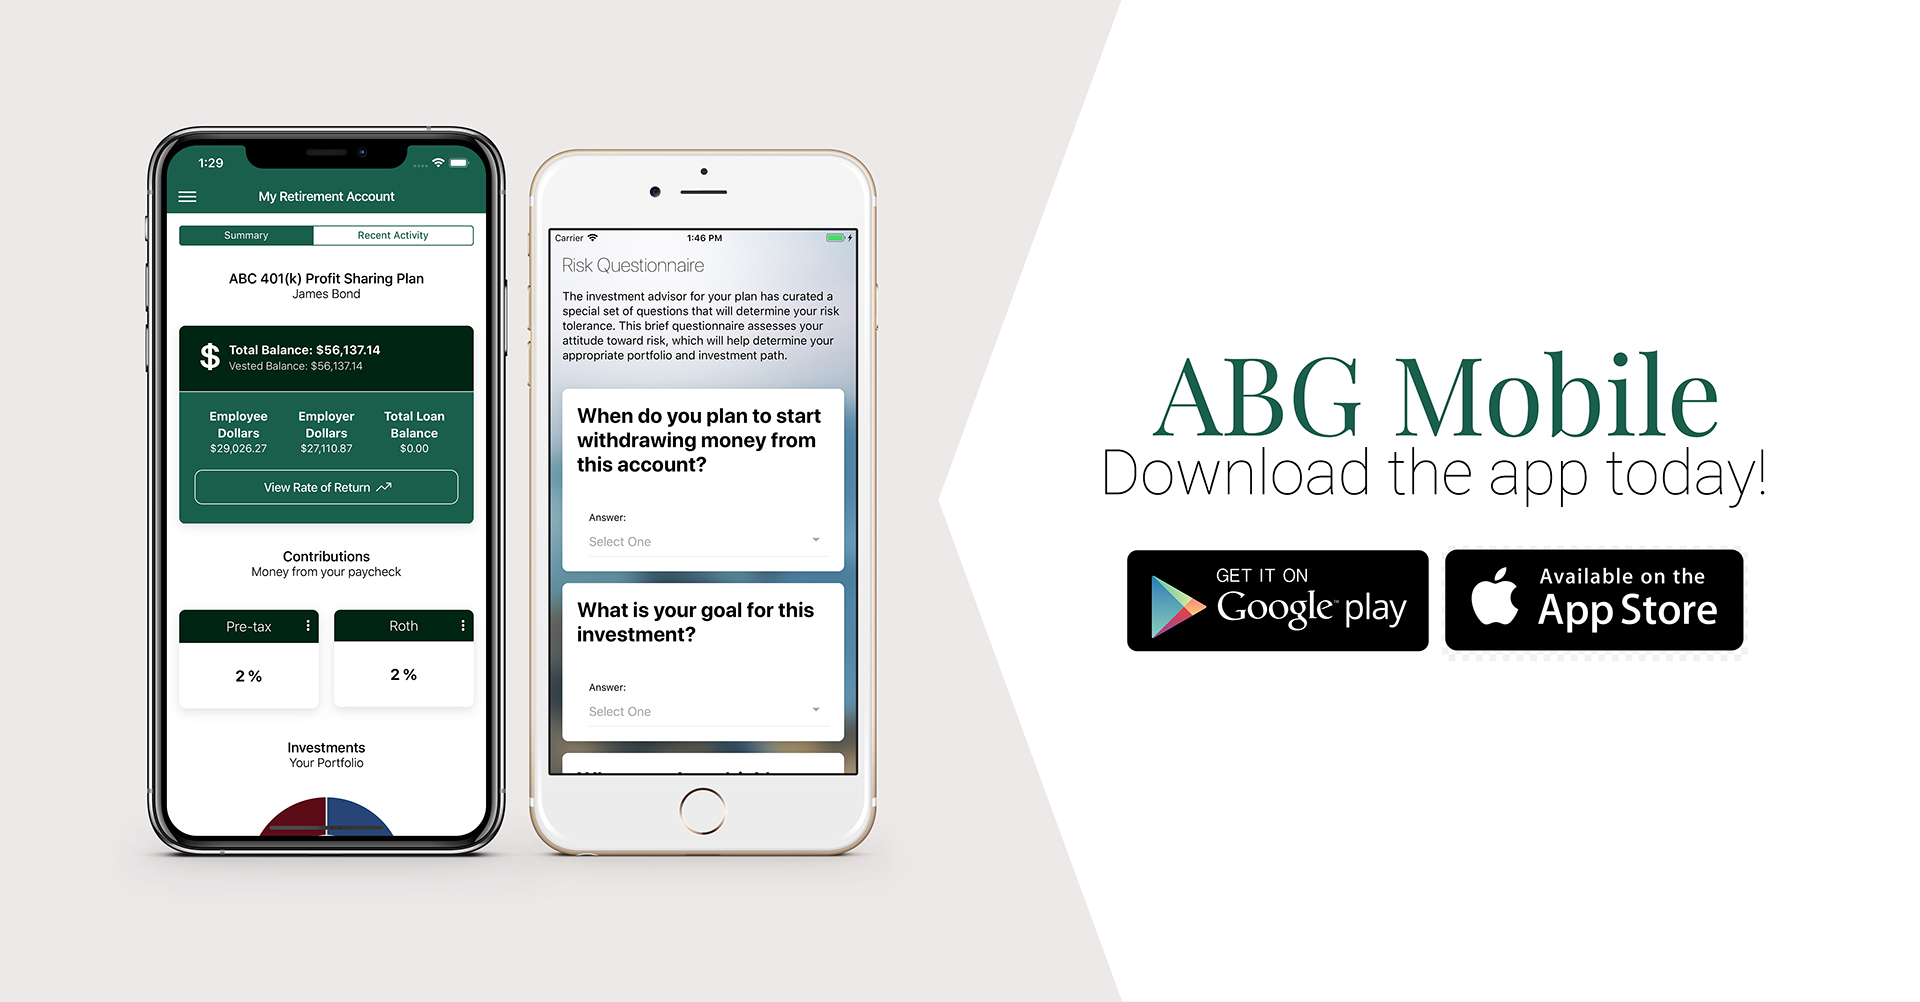 1:29
My Retirement Account
Summary
Recent Activity
ABC 401(k) Profit Sharing Plan
James Bond
$
Total Balance: $56,137.14
Vested Balance: $56,137.14
Employee Dollars
$29,026.27
Employer Dollars
$27,110.87
Total Loan Balance
$0.00
View Rate of Return
Contributions
Money from your paycheck
Pre-tax
2 %
Roth
2 %
Investments
Your Portfolio
Carrier
1:46 PM
Risk Questionnaire
The investment advisor for your plan has curated a
special set of questions that will determine your risk
tolerance. This brief questionnaire assesses your
attitude toward risk, which will help determine your
appropriate portfolio and investment path.
When do you plan to start
withdrawing money from
this account?
Answer:
Select One
What is your goal for this
investment?
Answer:
Select One
ABG Mobile
Download the app today!
GET IT ON
Google™ play
Available on the
App Store